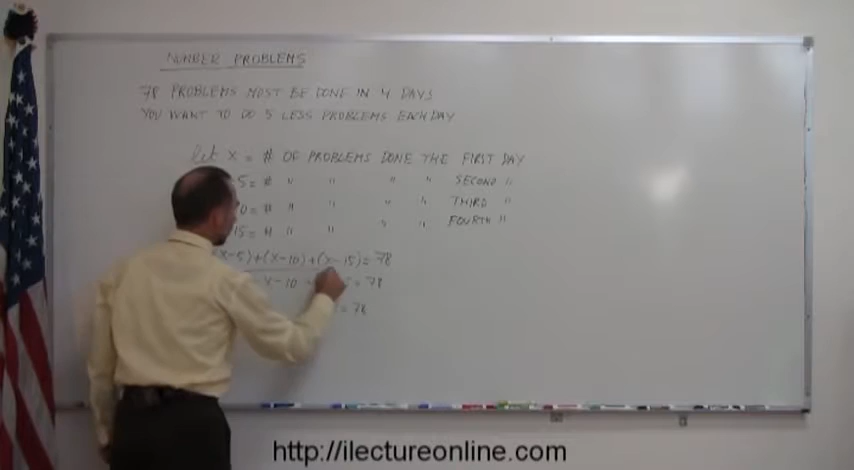 NUMBER PROBLEMS
78 PROBLEMS MUST BE DONE IN 4 DAYS
YOU WANT TO DO 5 LESS PROBLEMS EACH DAY
let x = # OF PROBLEMS DONE THE FIRST DAY
5 = # " " " " SECOND "
0 = # " " " " THIRD "
15 = # " " " " FOURTH "
x-5)+(x-10)+(x-15)=78
x-10 = 78
= 78
http://ilectureonline.com